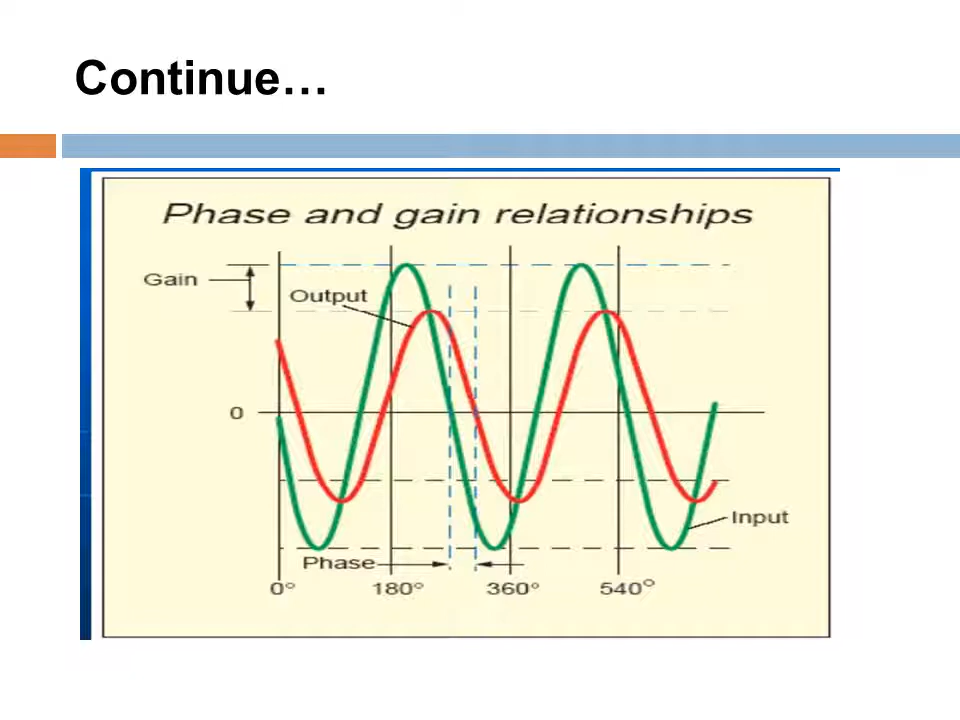 Continue…
Phase and gain relationships
Gain
Output
0
Input
Phase
0° 180° 360° 540°